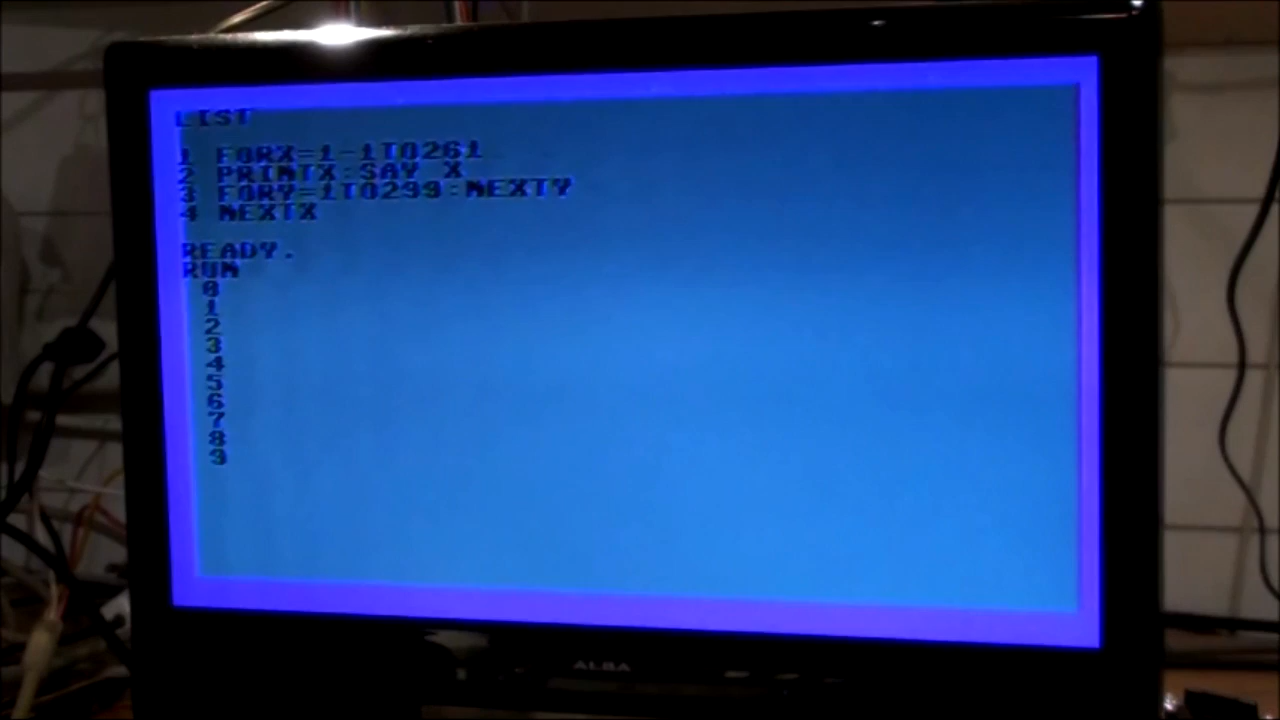 LIST
1 FORX=1-1TO261
2 PRINTX:SAY X
3 FORY=1TO299:NEXTY
4 NEXTX
READY.
RUN
0
1
2
3
4
5
6
7
8
9
ALBA